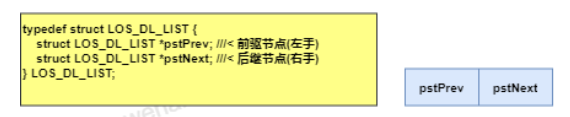 typedef struct LOS_DL_LIST {
struct LOS_DL_LIST *pstPrev; ///< 前驱节点(左手)
struct LOS_DL_LIST *pstNext; ///< 后继节点(右手)
} LOS_DL_LIST;
pstPrev pstNext